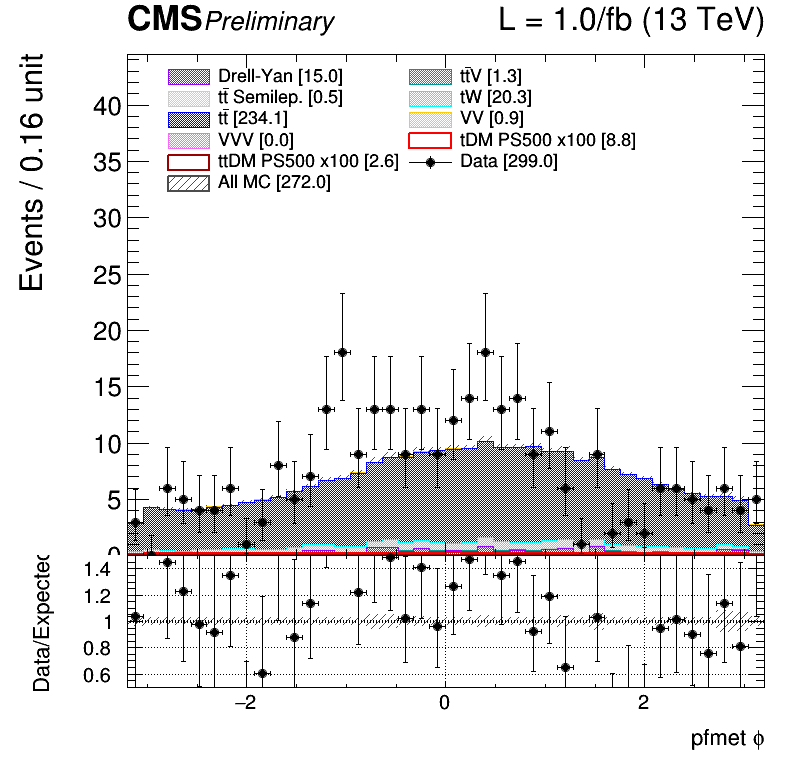 CMS Preliminary L = 1.0/fb (13 TeV)
Events / 0.16 unit
Drell-Yan [15.0] tt̄V [1.3]
tt̄ Semilep. [0.5] tW [20.3]
tt̄ [234.1] VV [0.9]
VVV [0.0] tDM PS500 x100 [8.8]
ttDM PS500 x100 [2.6] Data [299.0]
All MC [272.0]
40
35
30
25
20
15
10
5
0
Data/Expected
1.4
1.2
1
0.8
0.6
−2 0 2
pfmet ϕ